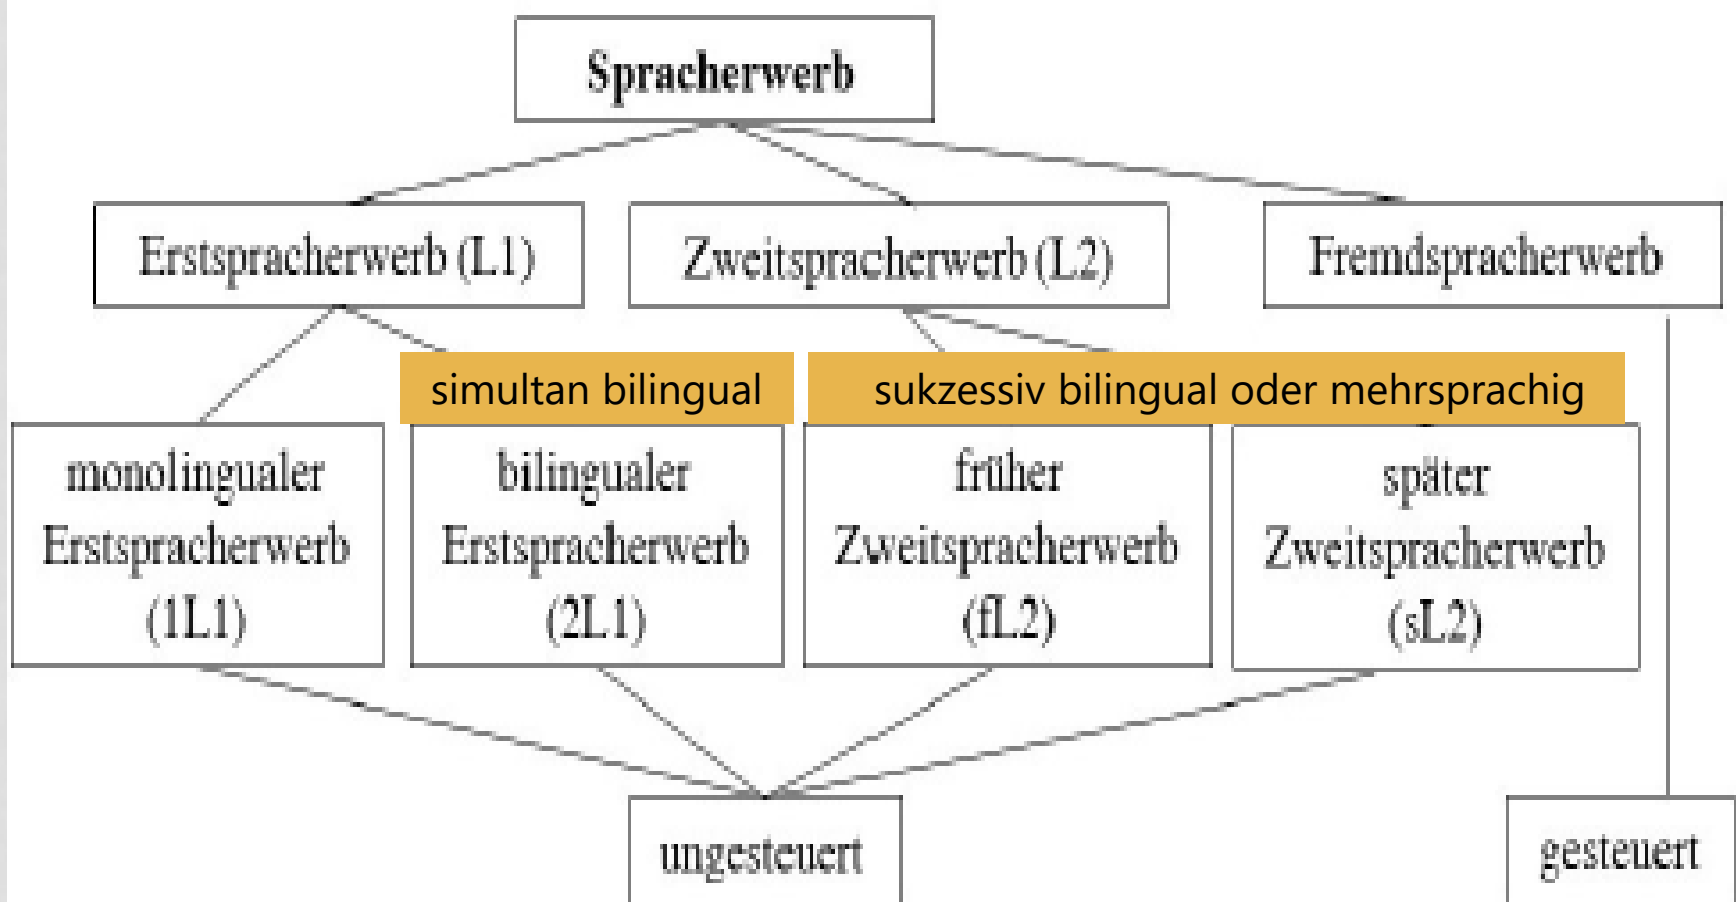 Spracherwerb
Erstspracherwerb (L1)
Zweitspracherwerb (L2)
Fremdspracherwerb
simultan bilingual
sukzessiv bilingual oder mehrsprachig
monolingualer
Erstspracherwerb
(1L1)
bilingualer
Erstspracherwerb
(2L1)
früher
Zweitspracherwerb
(fL2)
später
Zweitspracherwerb
(sL2)
ungesteuert
gesteuert